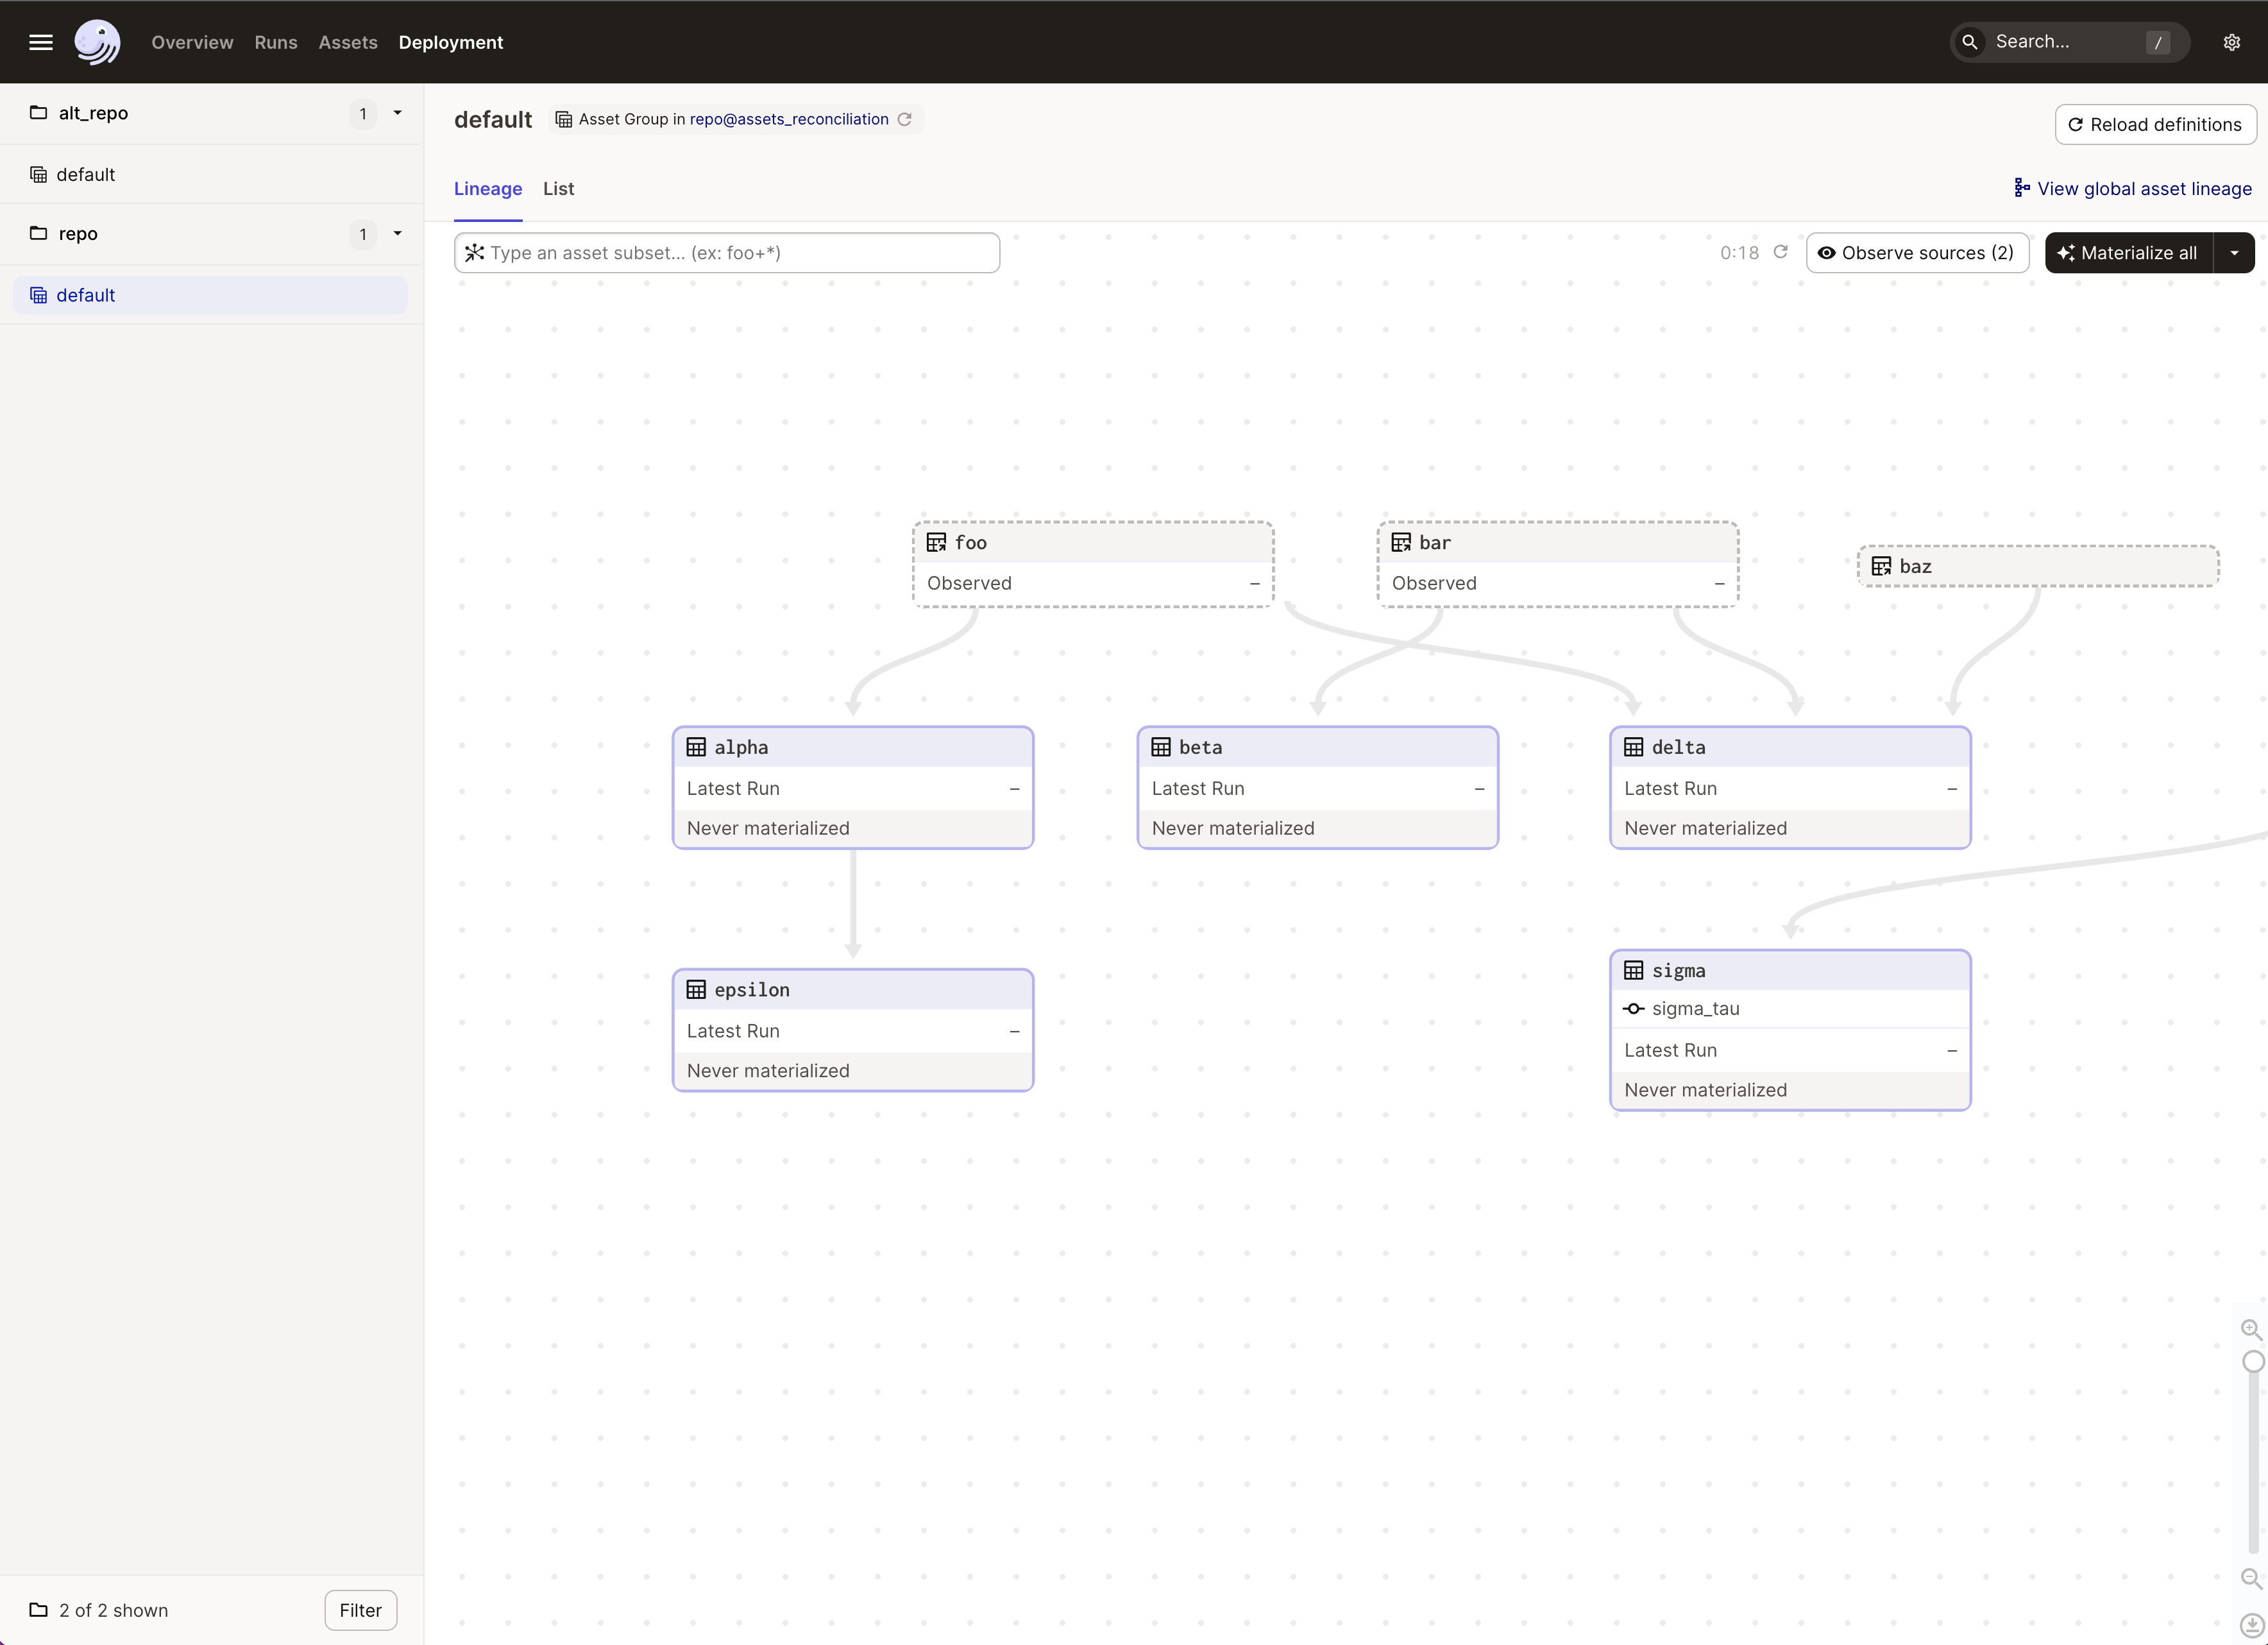 Overview Runs Assets Deployment Search... /
alt_repo 1
default
repo 1
default
2 of 2 shown Filter
default Asset Group in repo@assets_reconciliation Reload definitions
Lineage List View global asset lineage
Type an asset subset... (ex: foo+*) 0:18 Observe sources (2) Materialize all
foo
Observed –
bar
Observed –
baz
alpha
Latest Run –
Never materialized
beta
Latest Run –
Never materialized
delta
Latest Run –
Never materialized
epsilon
Latest Run –
Never materialized
sigma
sigma_tau
Latest Run –
Never materialized